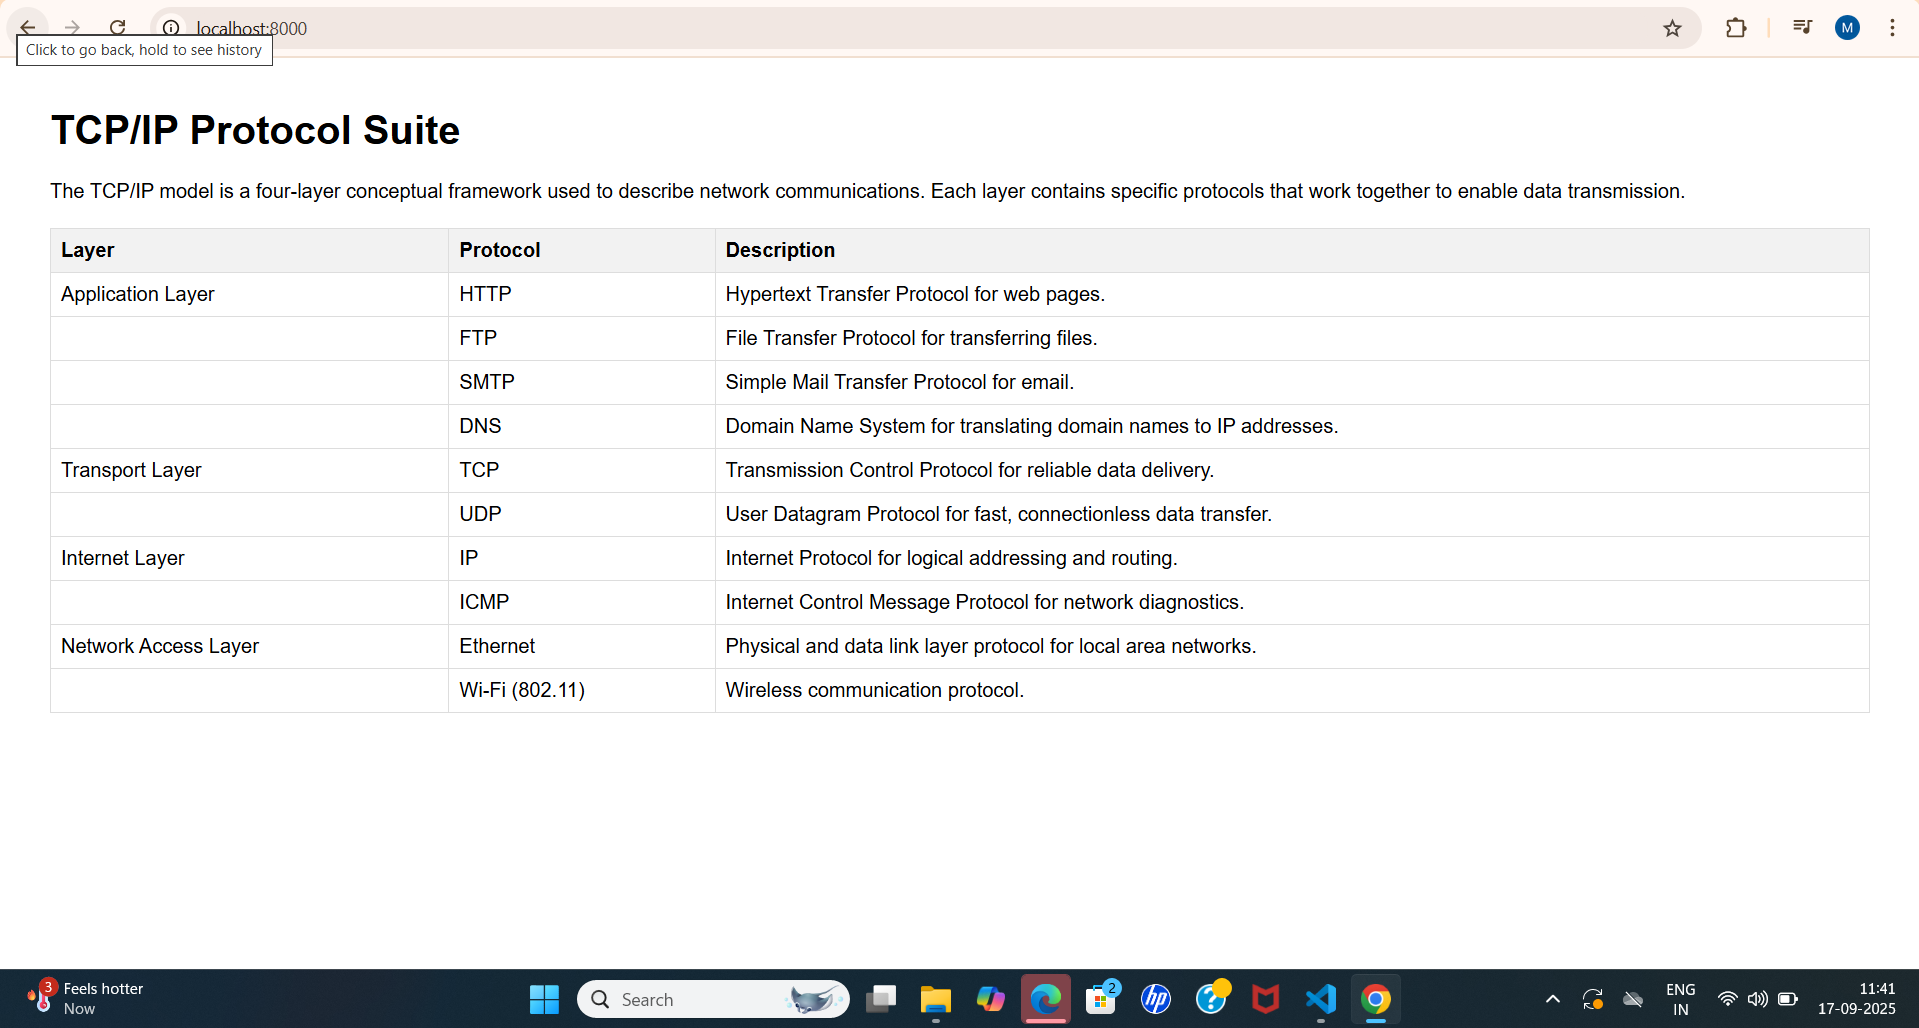 localhost:8000
M
Click to go back, hold to see history
TCP/IP Protocol Suite
The TCP/IP model is a four-layer conceptual framework used to describe network communications. Each layer contains specific protocols that work together to enable data transmission.
Layer Protocol Description
Application Layer HTTP Hypertext Transfer Protocol for web pages.
FTP File Transfer Protocol for transferring files.
SMTP Simple Mail Transfer Protocol for email.
DNS Domain Name System for translating domain names to IP addresses.
Transport Layer TCP Transmission Control Protocol for reliable data delivery.
UDP User Datagram Protocol for fast, connectionless data transfer.
Internet Layer IP Internet Protocol for logical addressing and routing.
ICMP Internet Control Message Protocol for network diagnostics.
Network Access Layer Ethernet Physical and data link layer protocol for local area networks.
Wi-Fi (802.11) Wireless communication protocol.
3 Feels hotter
Now
Search
2
hp
?
ENG
IN
11:41
17-09-2025